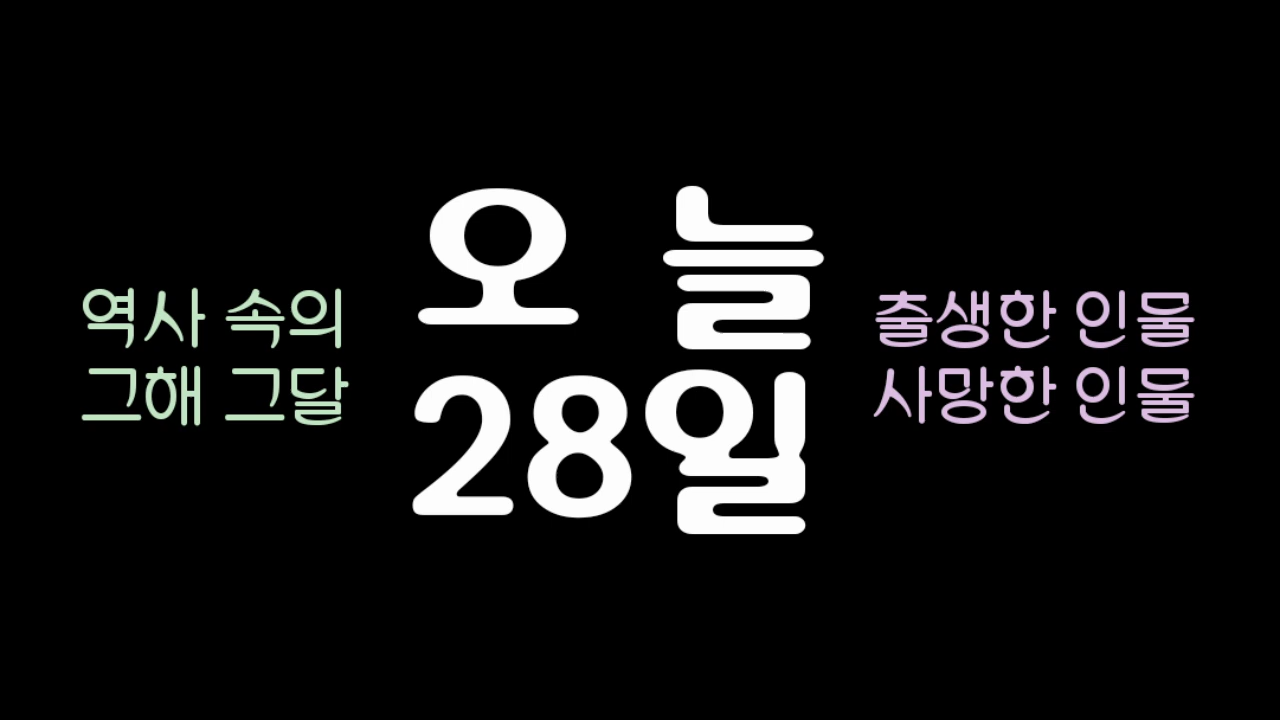 역사 속의
그해 그달
오 늘
28일
출생한 인물
사망한 인물